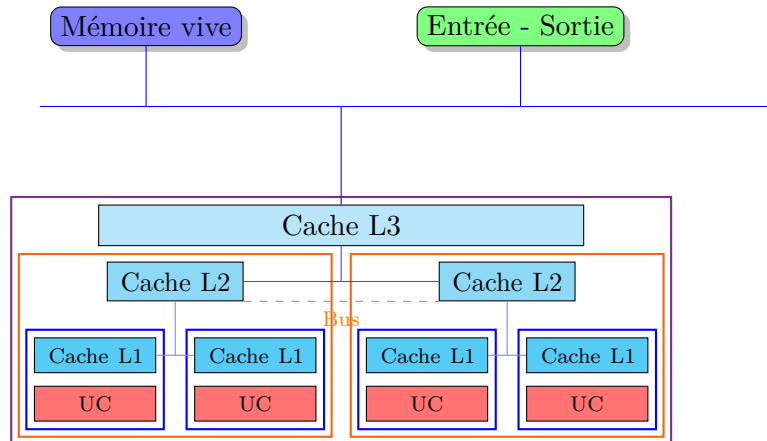 Mémoire vive
Entrée - Sortie
Cache L3
Cache L2
Cache L2
Bus
Cache L1
Cache L1
Cache L1
Cache L1
UC
UC
UC
UC